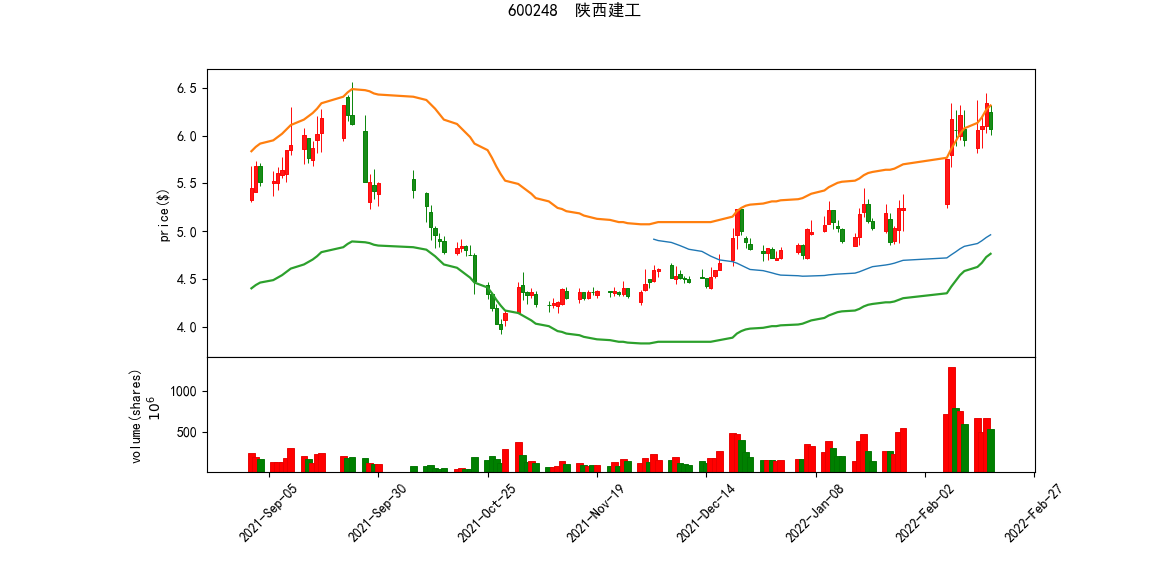 600248 陕西建工
6.5
6.0
5.5
5.0
4.5
4.0
price($)
1000
500
volume(shares)
10^6
2021-Sep-05
2021-Sep-30
2021-Oct-25
2021-Nov-19
2021-Dec-14
2022-Jan-08
2022-Feb-02
2022-Feb-27